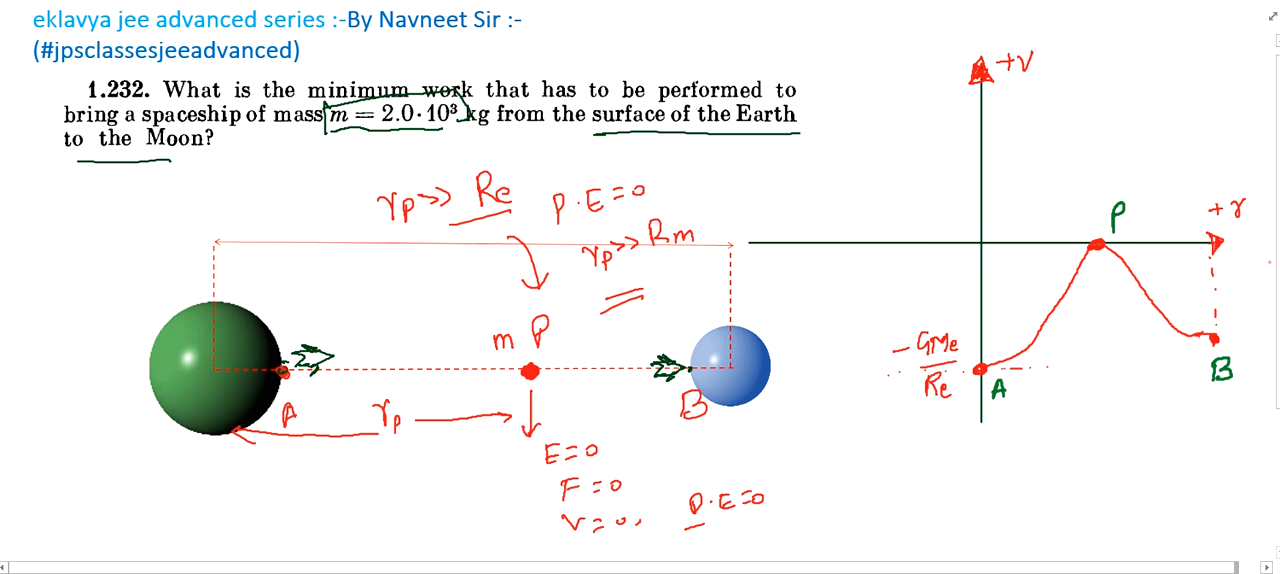 eklavya jee advanced series :-By Navneet Sir :-
(#jpsclassesjeeadvanced)
1.232. What is the minimum work that has to be performed to
bring a spaceship of mass m = 2.0·10³ kg from the surface of the Earth
to the Moon?
+V
rp >> Re P.E=0
rp >> Rm
P
+r
m P
-GMe/Re
A
B
A
rp
B
E=0
F=0
V=0,
P.E=0